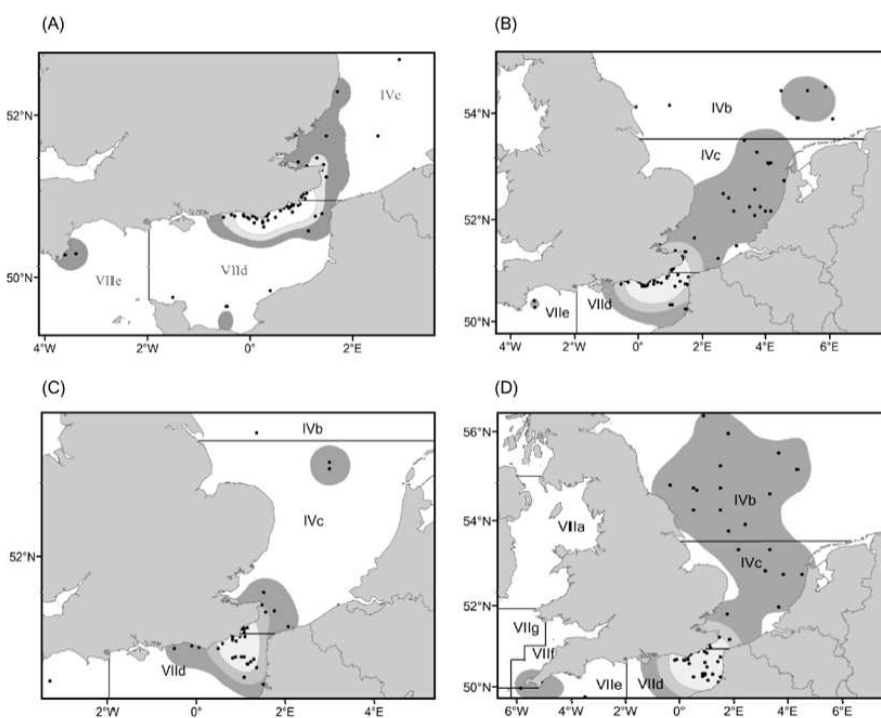 (A)
(B)
52°N
50°N
4°W
2°W
0°
2°E
IVc
VIIe
VIId
54°N
52°N
50°N
4°W
2°W
0°
2°E
4°E
6°E
IVb
IVc
VIIe
VIId
(C)
(D)
52°N
2°W
0°
2°E
4°E
IVb
IVc
VIId
56°N
54°N
52°N
50°N
6°W
4°W
2°W
0°
2°E
4°E
6°E
IVb
VIIa
IVc
VIIg
VIIf
VIIe
VIId